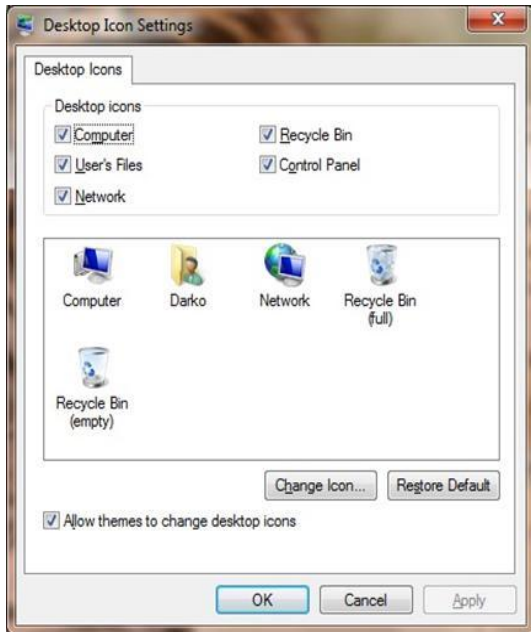 Desktop Icon Settings
Desktop Icons
Desktop icons
Computer
Recycle Bin
User's Files
Control Panel
Network
Computer
Darko
Network
Recycle Bin
(full)
Recycle Bin
(empty)
Change Icon...
Restore Default
Allow themes to change desktop icons
OK
Cancel
Apply